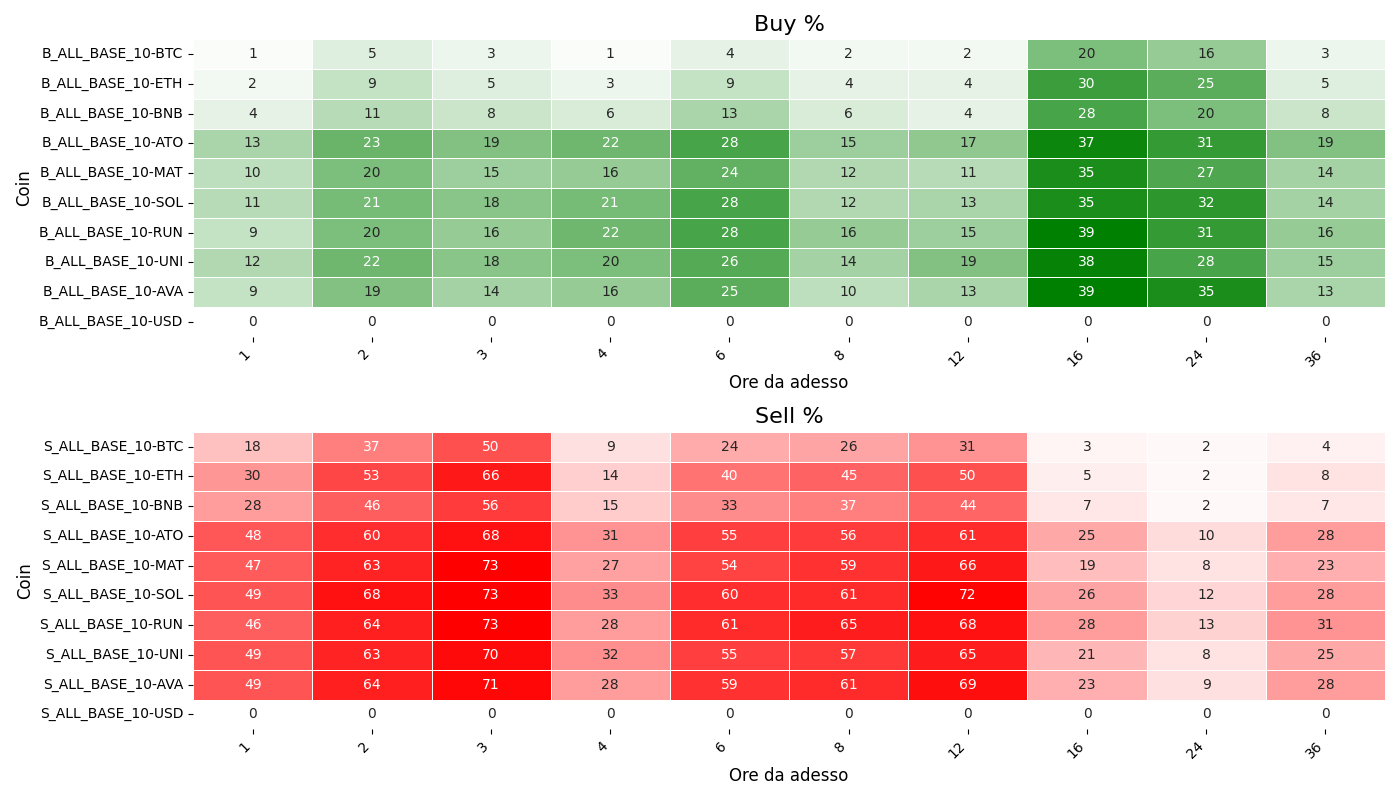 Buy %
Coin
B_ALL_BASE_10-BTC 1 5 3 1 4 2 2 20 16 3
B_ALL_BASE_10-ETH 2 9 5 3 9 4 4 30 25 5
B_ALL_BASE_10-BNB 4 11 8 6 13 6 4 28 20 8
B_ALL_BASE_10-ATO 13 23 19 22 28 15 17 37 31 19
B_ALL_BASE_10-MAT 10 20 15 16 24 12 11 35 27 14
B_ALL_BASE_10-SOL 11 21 18 21 28 12 13 35 32 14
B_ALL_BASE_10-RUN 9 20 16 22 28 16 15 39 31 16
B_ALL_BASE_10-UNI 12 22 18 20 26 14 19 38 28 15
B_ALL_BASE_10-AVA 9 19 14 16 25 10 13 39 35 13
B_ALL_BASE_10-USD 0 0 0 0 0 0 0 0 0 0
1 2 3 4 6 8 12 16 24 36
Ore da adesso
Sell %
Coin
S_ALL_BASE_10-BTC 18 37 50 9 24 26 31 3 2 4
S_ALL_BASE_10-ETH 30 53 66 14 40 45 50 5 2 8
S_ALL_BASE_10-BNB 28 46 56 15 33 37 44 7 2 7
S_ALL_BASE_10-ATO 48 60 68 31 55 56 61 25 10 28
S_ALL_BASE_10-MAT 47 63 73 27 54 59 66 19 8 23
S_ALL_BASE_10-SOL 49 68 73 33 60 61 72 26 12 28
S_ALL_BASE_10-RUN 46 64 73 28 61 65 68 28 13 31
S_ALL_BASE_10-UNI 49 63 70 32 55 57 65 21 8 25
S_ALL_BASE_10-AVA 49 64 71 28 59 61 69 23 9 28
S_ALL_BASE_10-USD 0 0 0 0 0 0 0 0 0 0
1 2 3 4 6 8 12 16 24 36
Ore da adesso